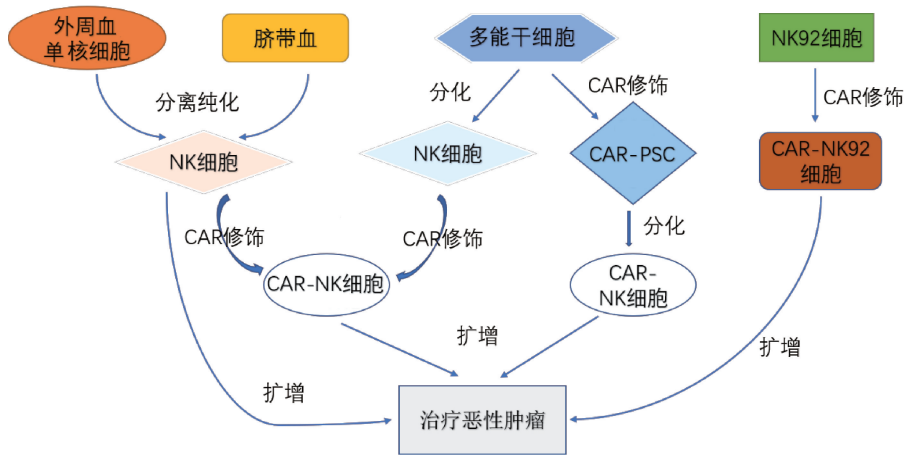 外周血
单核细胞
脐带血
多能干细胞
NK92细胞
分离纯化
分化
CAR修饰
CAR修饰
NK细胞
NK细胞
CAR-PSC
CAR-NK92
细胞
CAR修饰
CAR修饰
分化
CAR-NK细胞
CAR-
NK细胞
扩增
扩增
扩增
治疗恶性肿瘤